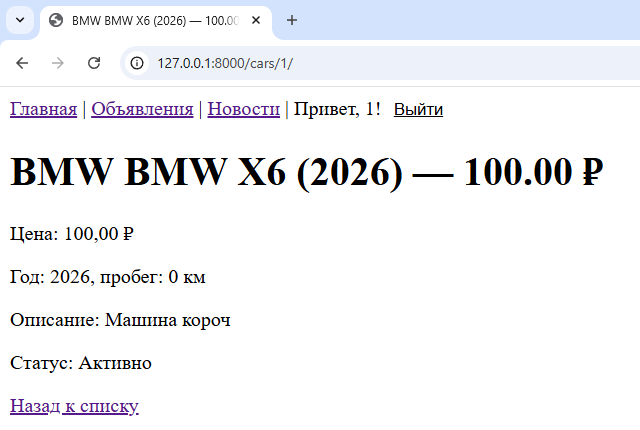 BMW BMW X6 (2026) — 100.00
127.0.0.1:8000/cars/1/
Главная | Объявления | Новости | Привет, 1! Выйти
BMW BMW X6 (2026) — 100.00 ₽
Цена: 100,00 ₽
Год: 2026, пробег: 0 км
Описание: Машина короч
Статус: Активно
Назад к списку